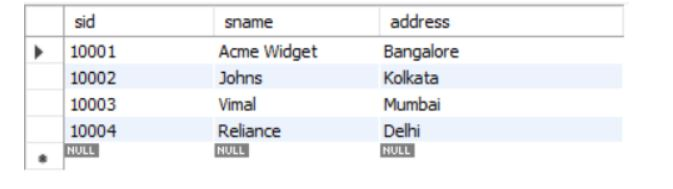 sid sname address
10001 Acme Widget Bangalore
10002 Johns Kolkata
10003 Vimal Mumbai
10004 Reliance Delhi
NULL NULL NULL